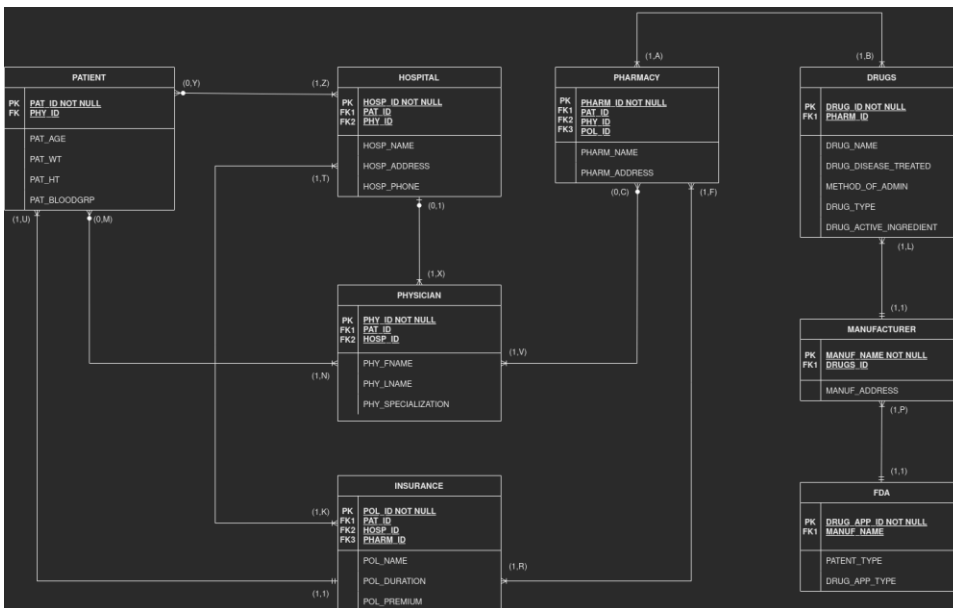 (1,A)
(1,B)
PATIENT
(0,Y)
(1,Z)
HOSPITAL
PHARMACY
DRUGS
PK PAT_ID NOT NULL
FK PHY_ID
PAT_AGE
PAT_WT
PAT_HT
PAT_BLOODGRP
PK HOSP_ID NOT NULL
FK1 PAT_ID
FK2 PHY_ID
HOSP_NAME
HOSP_ADDRESS
HOSP_PHONE
PK PHARM_ID NOT NULL
FK1 PAT_ID
FK2 PHY_ID
FK3 POL_ID
PHARM_NAME
PHARM_ADDRESS
PK DRUG_ID NOT NULL
FK1 PHARM_ID
DRUG_NAME
DRUG_DISEASE_TREATED
METHOD_OF_ADMIN
DRUG_TYPE
DRUG_ACTIVE_INGREDIENT
(1,T)
(1,U)
(0,M)
(0,1)
(0,C)
(1,F)
(1,L)
(1,X)
PHYSICIAN
PK PHY_ID NOT NULL
FK1 PAT_ID
FK2 HOSP_ID
PHY_FNAME
PHY_LNAME
PHY_SPECIALIZATION
(1,N)
(1,V)
(1,1)
MANUFACTURER
PK MANUF_NAME NOT NULL
FK1 DRUGS_ID
MANUF_ADDRESS
(1,P)
(1,1)
FDA
PK DRUG_APP_ID NOT NULL
FK1 MANUF_NAME
PATENT_TYPE
DRUG_APP_TYPE
INSURANCE
(1,K)
PK POL_ID NOT NULL
FK1 PAT_ID
FK2 HOSP_ID
FK3 PHARM_ID
POL_NAME
POL_DURATION
POL_PREMIUM
(1,R)
(1,1)